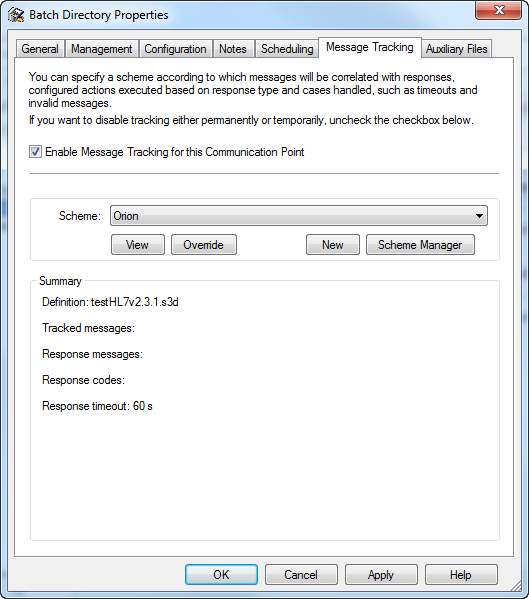 Batch Directory Properties
General Management Configuration Notes Scheduling Message Tracking Auxiliary Files
You can specify a scheme according to which messages will be correlated with responses,
configured actions executed based on response type and cases handled, such as timeouts and
invalid messages.
If you want to disable tracking either permanently or temporarily, uncheck the checkbox below.
Enable Message Tracking for this Communication Point
Scheme: Orion
View Override New Scheme Manager
Summary
Definition: testHL7v2.3.1.s3d
Tracked messages:
Response messages:
Response codes:
Response timeout: 60 s
OK Cancel Apply Help